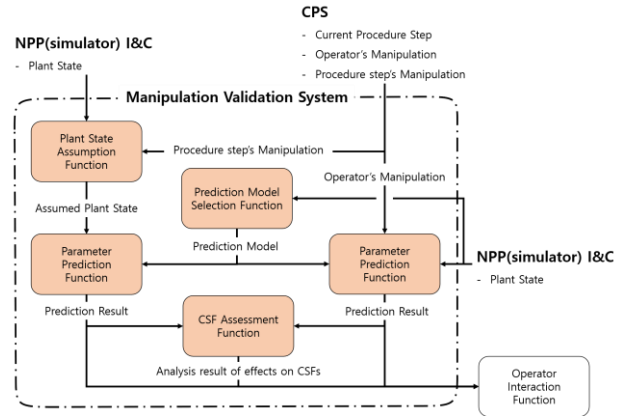 CPS
- Current Procedure Step
- Operator's Manipulation
- Procedure step's Manipulation
NPP(simulator) I&C
- Plant State
Manipulation Validation System
Plant State
Assumption
Function
Procedure step's Manipulation
Operator's Manipulation
Prediction Model
Selection Function
Assumed Plant State
Prediction Model
Parameter
Prediction
Function
Parameter
Prediction
Function
NPP(simulator) I&C
- Plant State
Prediction Result
Prediction Result
CSF Assessment
Function
Analysis result of effects on CSFs
Operator
Interaction
Function